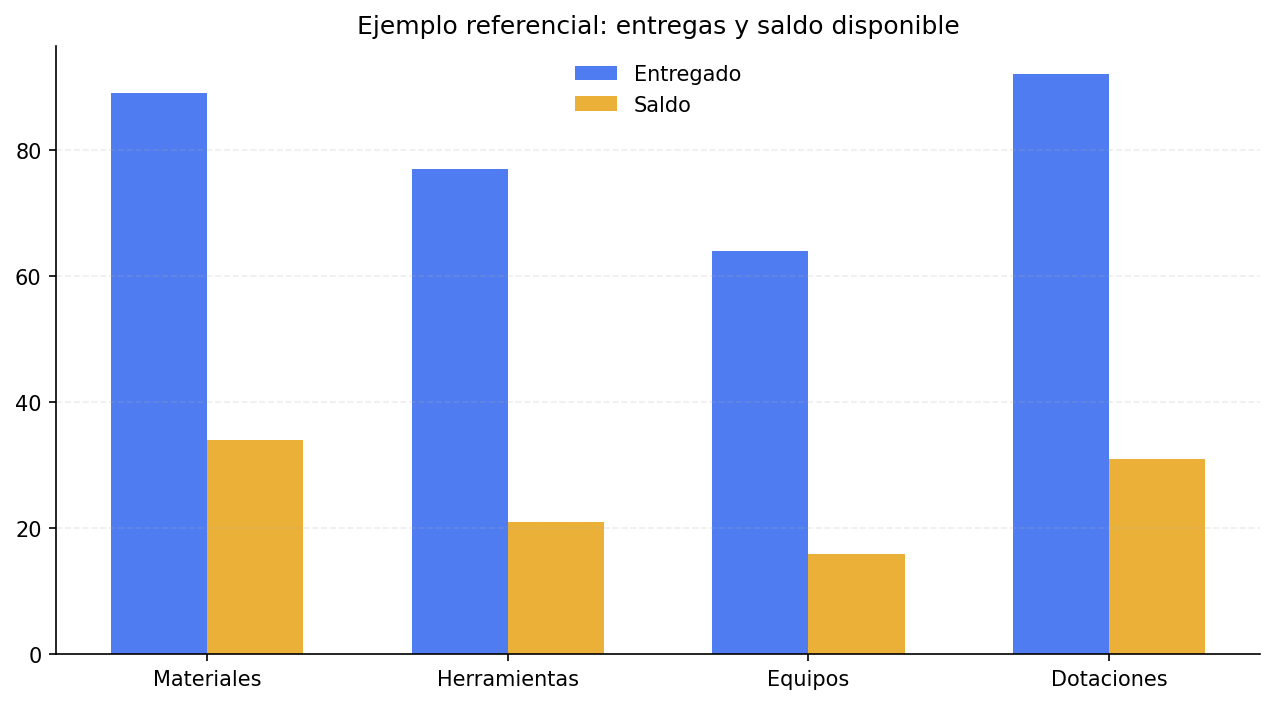 Ejemplo referencial: entregas y saldo disponible
Entregado
Saldo
80
60
40
20
0
Materiales
Herramientas
Equipos
Dotaciones